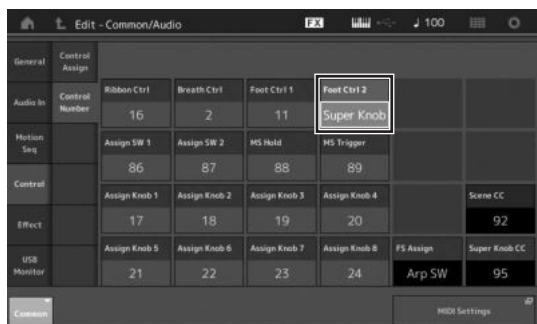 Edit - Common/Audio FX 100
General
Control Assign
Audio In
Control Number
Ribbon Ctrl
Breath Ctrl
Foot Ctrl 1
Foot Ctrl 2
16
2
11
Super Knob
Motion Seq
Assign SW 1
Assign SW 2
MS Hold
MS Trigger
86
87
88
89
Control
Assign Knob 1
Assign Knob 2
Assign Knob 3
Assign Knob 4
Scene CC
17
18
19
20
92
Effect
USB Monitor
Assign Knob 5
Assign Knob 6
Assign Knob 7
Assign Knob 8
FS Assign
Super Knob CC
21
22
23
24
Arp SW
95
Common
MIDI Settings